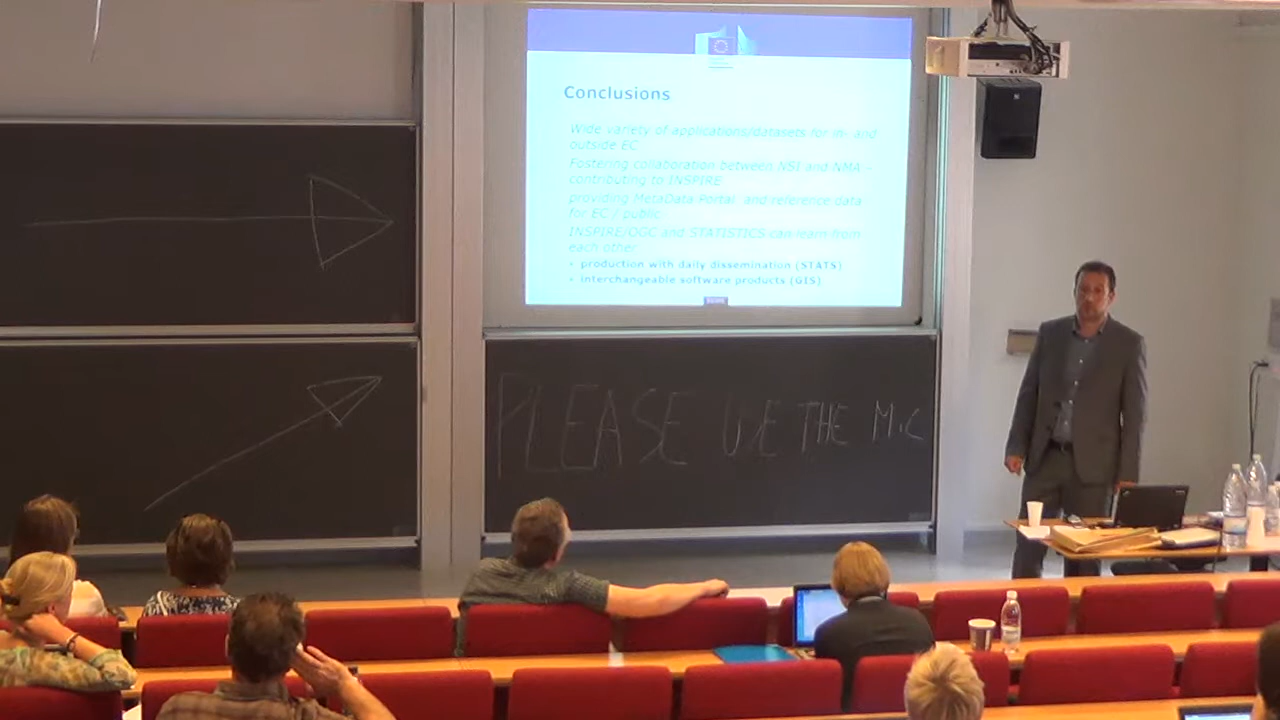 Conclusions
Wide variety of applications/datasets for in- and
outside EC
Fostering collaboration between NSI and NMA –
contributing to INSPIRE
providing MetaData Portal, and reference data
for EC / public
INSPIRE/OGC and STATISTICS can learn from
each other
• production with daily dissemination (STATS)
• interchangeable software products (GIS)
PLEASE USE THE MIC